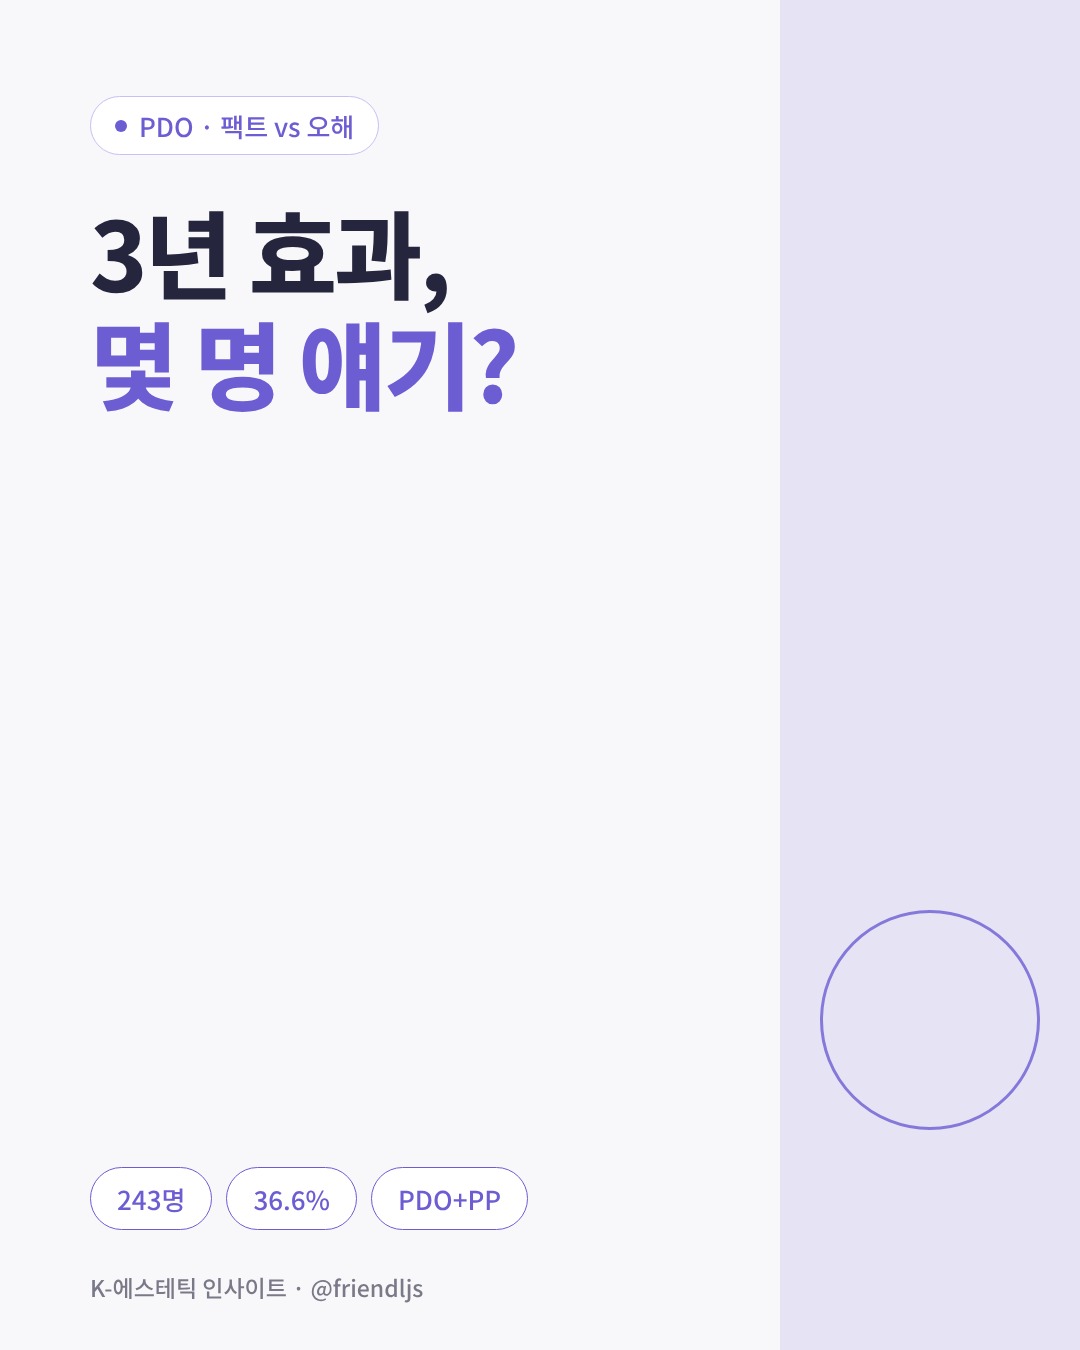 PDO · 팩트 vs 오해
3년 효과,
몇 명 얘기?
243명 36.6% PDO+PP
K-에스테틱 인사이트 · @friendljs